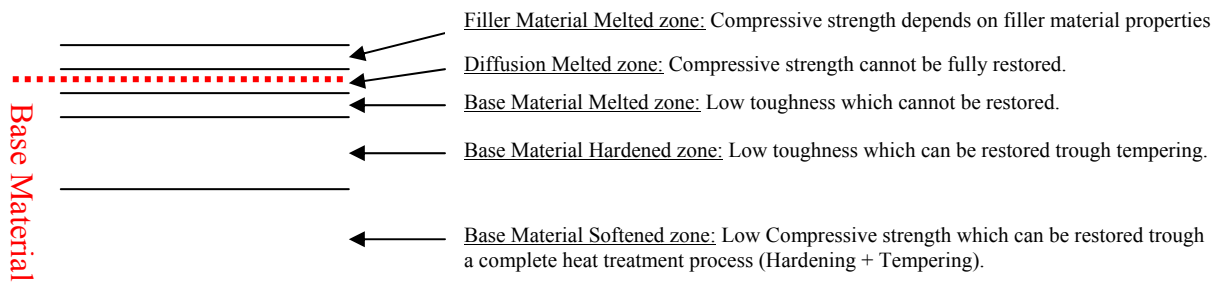 Filler Material Melted zone: Compressive strength depends on filler material properties
Diffusion Melted zone: Compressive strength cannot be fully restored.
Base Material Melted zone: Low toughness which cannot be restored.
Base Material Hardened zone: Low toughness which can be restored trough tempering.
Base Material Softened zone: Low Compressive strength which can be restored trough
a complete heat treatment process (Hardening + Tempering).
Base Material